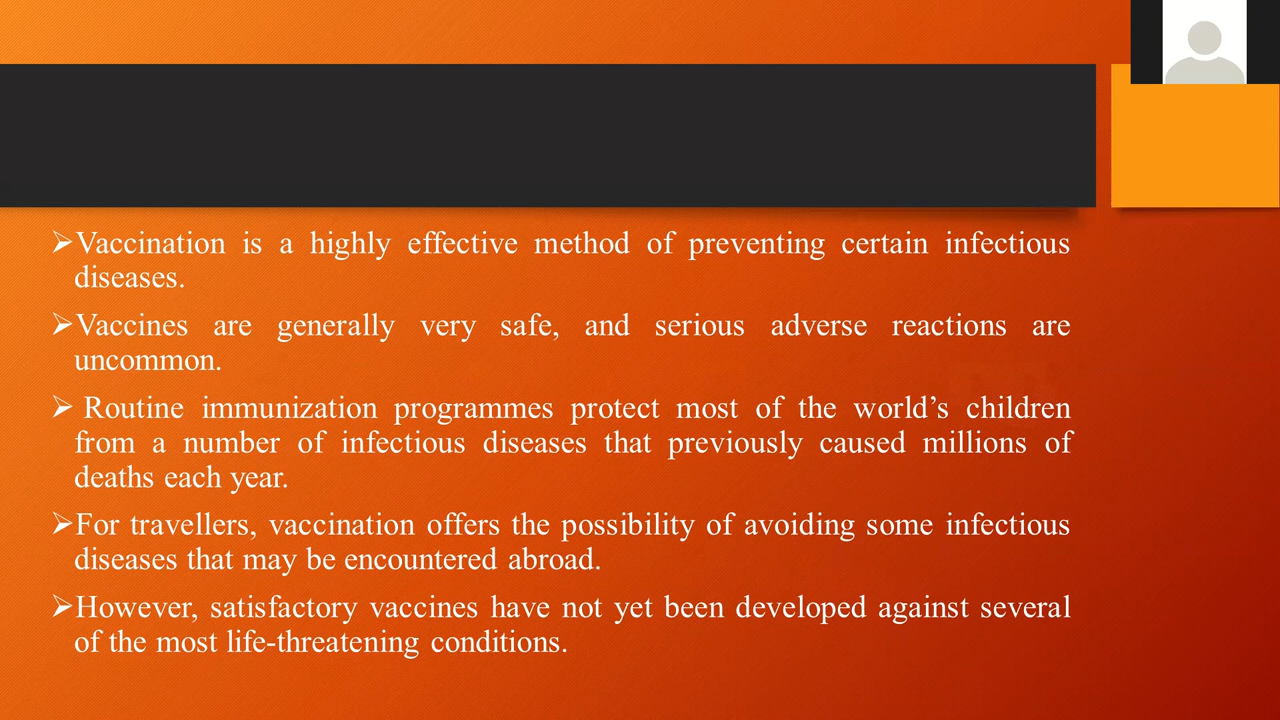 ➢Vaccination is a highly effective method of preventing certain infectious
diseases.
➢Vaccines are generally very safe, and serious adverse reactions are
uncommon.
➢ Routine immunization programmes protect most of the world’s children
from a number of infectious diseases that previously caused millions of
deaths each year.
➢For travellers, vaccination offers the possibility of avoiding some infectious
diseases that may be encountered abroad.
➢However, satisfactory vaccines have not yet been developed against several
of the most life-threatening conditions.